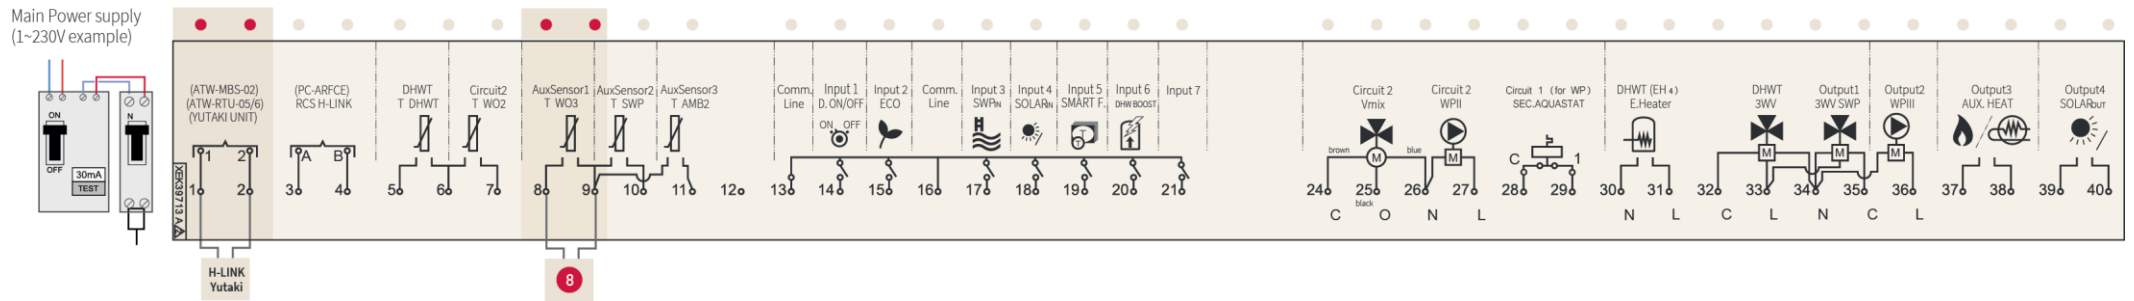 Main Power supply
(1~230V example)
ON
OFF
30mA
TEST
N
XEK39713 A
(ATW-MBS-02)
(ATW-RTU-05/6)
(YUTAKI UNIT)
(PC-ARFCE)
RCS H-LINK
DHWT
T DHWT
Circuit2
T WO2
AuxSensor1
T WO3
AuxSensor2
T SWP
AuxSensor3
T AMB2
Comm.
Line
Input 1
D. ON/OFF
ON OFF
Input 2
ECO
Comm.
Line
Input 3
SWPIN
Input 4
SOLARIN
Input 5
SMART F.
T
T
Input 6
DHW BOOST
Input 7
Circuit 2
Vmix
Circuit 2
WPII
Circuit 1 (for WP)
SEC.AQUASTAT
DHWT (EH 4)
E.Heater
DHWT
3WV
Output1
3WV SWP
Output2
WPIII
Output3
AUX. HEAT
Output4
SOLAROUT
1 2 A B
brown M blue M C 1 M M M
1 2 3 4 5 6 7 8 9 10 11 12 13 14 15 16 17 18 19 20 21 24 25 26 27 28 29 30 31 32 33 34 35 36 37 38 39 40
black
C O N L N L C L N C L
H-LINK
Yutaki
8